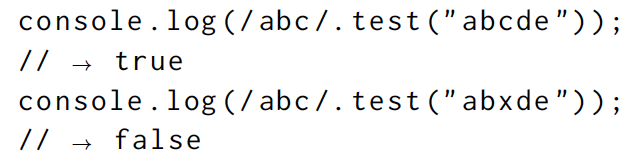 console.log(/abc/.test("abcde"));
// → true
console.log(/abc/.test("abxde"));
// → false